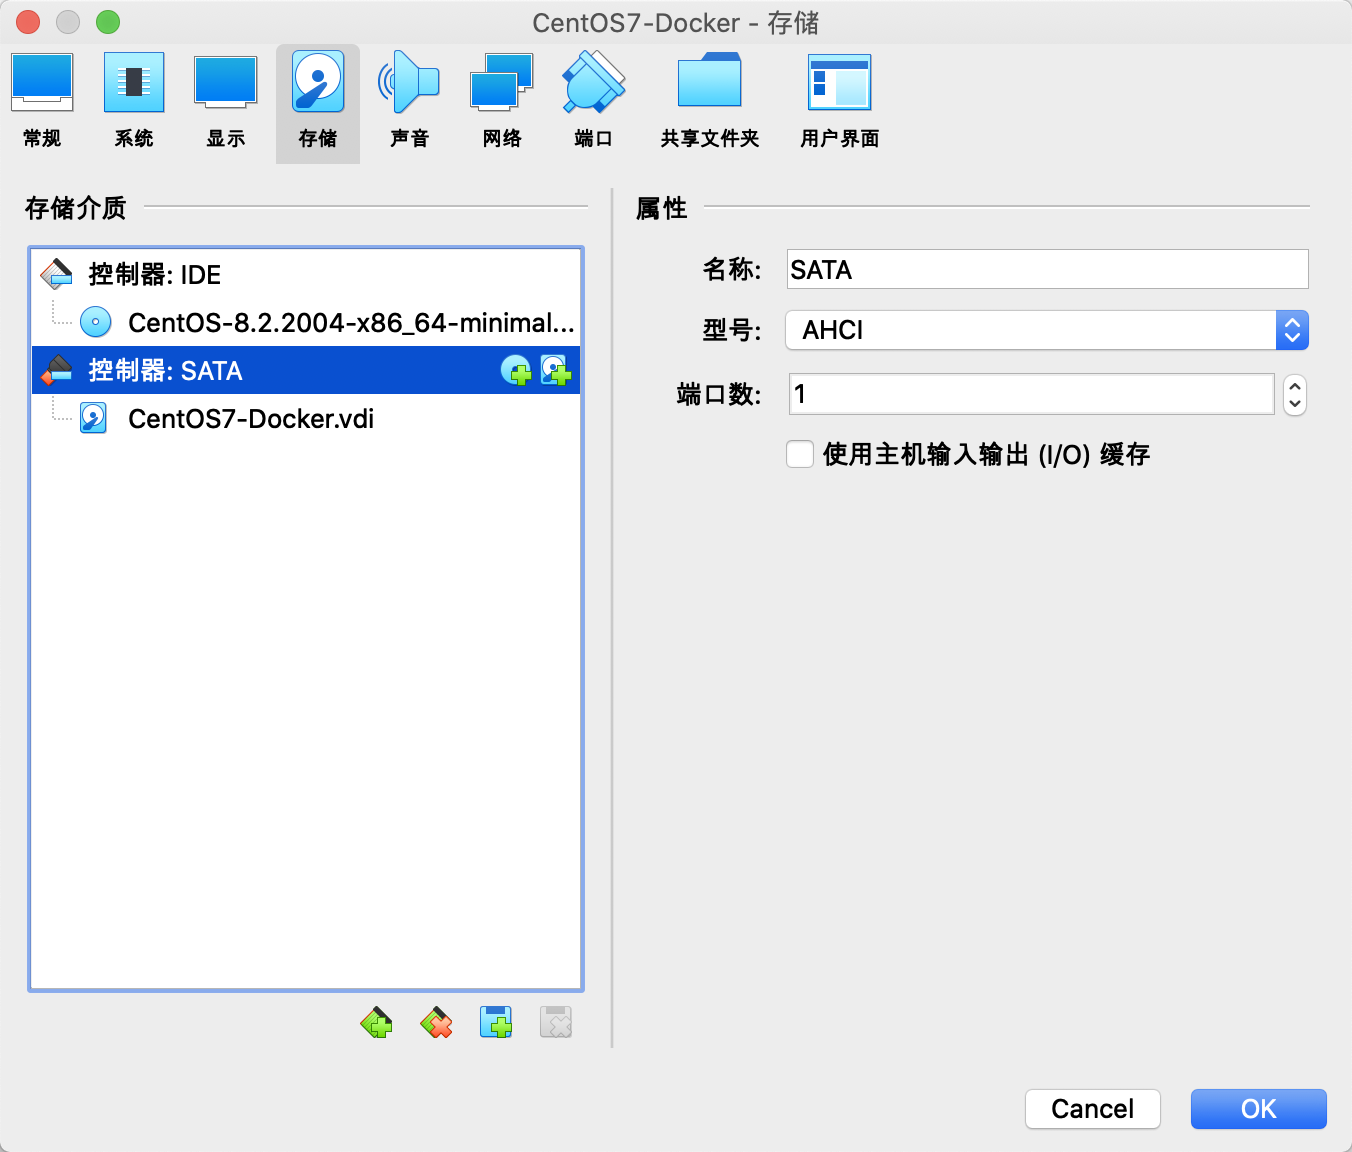 CentOS7-Docker - 存储
常规 系统 显示 存储 声音 网络 端口 共享文件夹 用户界面
存储介质
控制器: IDE
CentOS-8.2.2004-x86_64-minimal...
控制器: SATA
CentOS7-Docker.vdi
属性
名称: SATA
型号: AHCI
端口数: 1
使用主机输入输出 (I/O) 缓存
Cancel OK